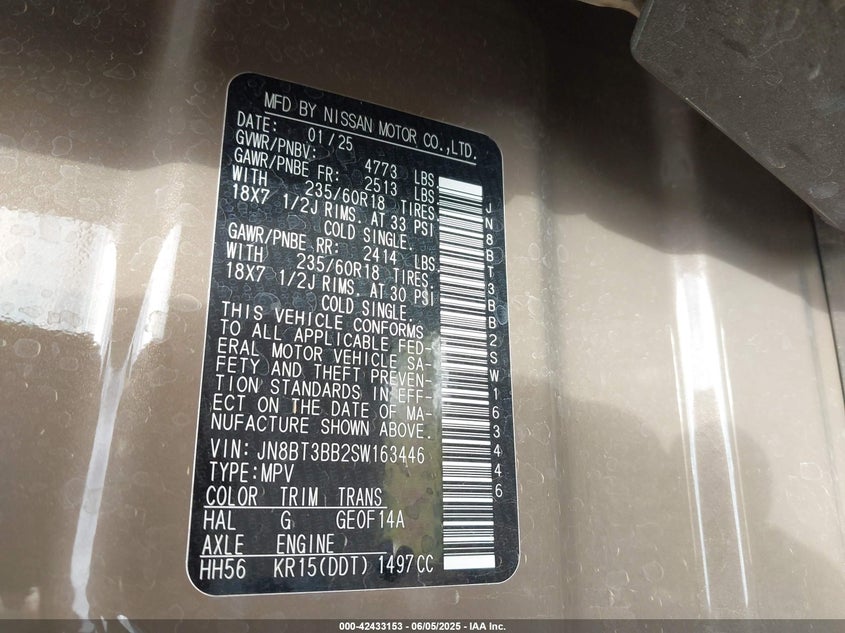 MFD BY NISSAN MOTOR CO.,LTD.
DATE: 01/25
GVWR/PNBV: 4773 LBS.
GAWR/PNBE FR: 2513 LBS.
WITH 235/60R18 TIRES.
18X7 1/2J RIMS. AT 33 PSI
COLD SINGLE.
GAWR/PNBE RR: 2414 LBS.
WITH 235/60R18 TIRES.
18X7 1/2J RIMS. AT 30 PSI
COLD SINGLE.
THIS VEHICLE CONFORMS
TO ALL APPLICABLE FED-
ERAL MOTOR VEHICLE SA-
FETY AND THEFT PREVEN-
TION STANDARDS IN EFF-
ECT ON THE DATE OF MA-
NUFACTURE SHOWN ABOVE.
VIN: JN8BT3BB2SW163446
TYPE:MPV
COLOR TRIM TRANS
HAL G GE0F14A
AXLE ENGINE
HH56 KR15(DDT) 1497CC
JN8BT3BB2SW163446
000-42433153 06/05/2025 - IAA Inc.